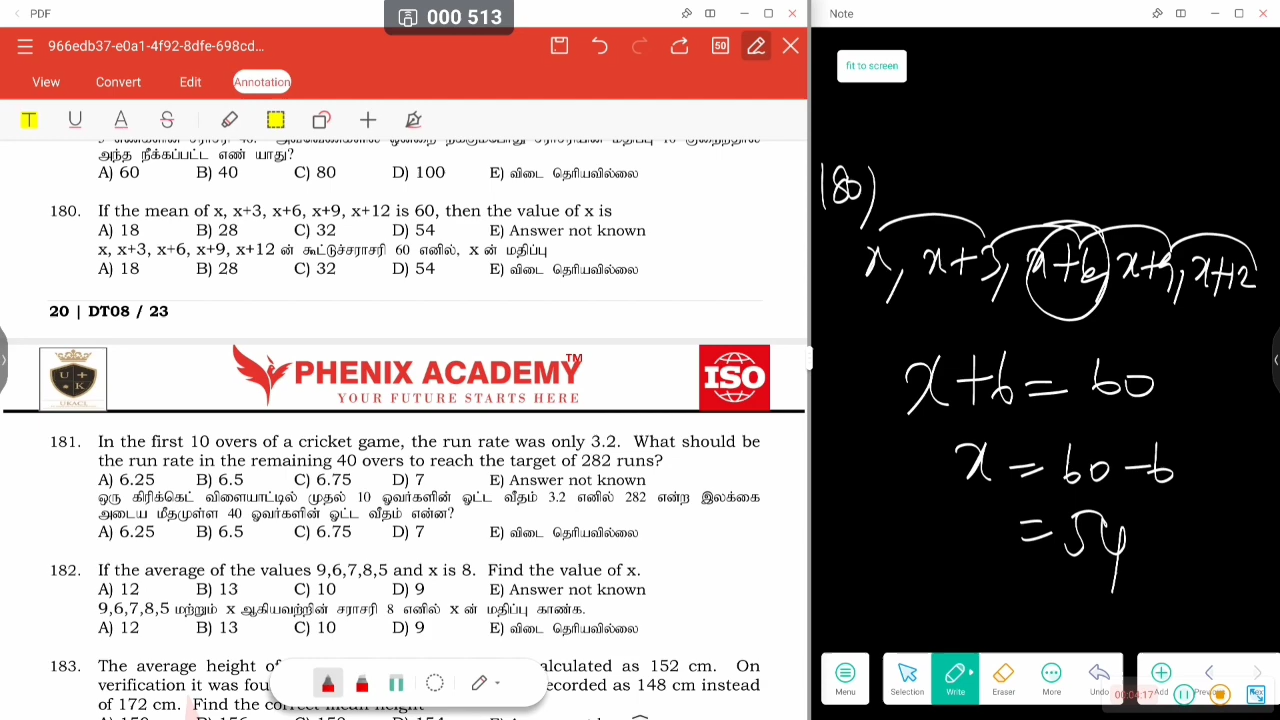 PDF
000 513
Note
966edb37-e0a1-4f92-8dfe-698cd...
50
View Convert Edit Annotation
T U A S
அந்த நீக்கப்பட்ட எண் யாது?
A) 60 B) 40 C) 80 D) 100 E) விடை தெரியவில்லை
180. If the mean of x, x+3, x+6, x+9, x+12 is 60, then the value of x is
A) 18 B) 28 C) 32 D) 54 E) Answer not known
x, x+3, x+6, x+9, x+12 ன் கூட்டுச்சராசரி 60 எனில், x ன் மதிப்பு
A) 18 B) 28 C) 32 D) 54 E) விடை தெரியவில்லை
20 | DT08 / 23
U + K
UKACL
PHENIX ACADEMY TM
YOUR FUTURE STARTS HERE
ISO
181. In the first 10 overs of a cricket game, the run rate was only 3.2. What should be
the run rate in the remaining 40 overs to reach the target of 282 runs?
A) 6.25 B) 6.5 C) 6.75 D) 7 E) Answer not known
ஒரு கிரிக்கெட் விளையாட்டில் முதல் 10 ஓவர்களின் ஓட்ட வீதம் 3.2 எனில் 282 என்ற இலக்கை
அடைய மீதமுள்ள 40 ஓவர்களின் ஓட்ட வீதம் என்ன?
A) 6.25 B) 6.5 C) 6.75 D) 7 E) விடை தெரியவில்லை
182. If the average of the values 9,6,7,8,5 and x is 8. Find the value of x.
A) 12 B) 13 C) 10 D) 9 E) Answer not known
9,6,7,8,5 மற்றும் x ஆகியவற்றின் சராசரி 8 எனில் x ன் மதிப்பு காண்க.
A) 12 B) 13 C) 10 D) 9 E) விடை தெரியவில்லை
183. The average height of alculated as 152 cm. On
verification it was fou ecorded as 148 cm instead
of 172 cm. Find the correct mean height
fit to screen
180)
x, x+3, x+6, x+9, x+12
x+6 = 60
x = 60-6
= 54
Menu Selection Write Eraser More Undo Add
00:04:17